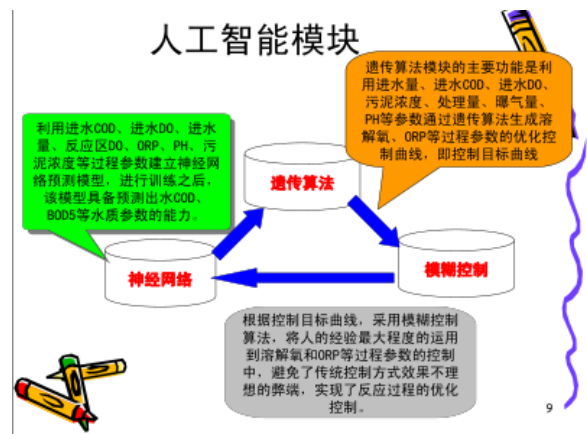 人工智能模块
遗传算法模块的主要功能是利
用进水量、进水COD、进水DO、
污泥浓度、处理量、曝气量、
PH等参数通过遗传算法生成溶
解氧、ORP等过程参数的优化控
制曲线，即控制目标曲线
利用进水COD、进水DO、进水
量、反应区DO、ORP、PH、污
泥浓度等过程参数建立神经网
络预测模型，进行训练之后，
该模型具备预测出水COD、
BOD5等水质参数的能力。
遗传算法
神经网络
模糊控制
根据控制目标曲线，采用模糊控制
算法，将人的经验最大程度的运用
到溶解氧和ORP等过程参数的控制
中，避免了传统控制方式效果不理
想的弊端，实现了反应过程的优化
控制。
9